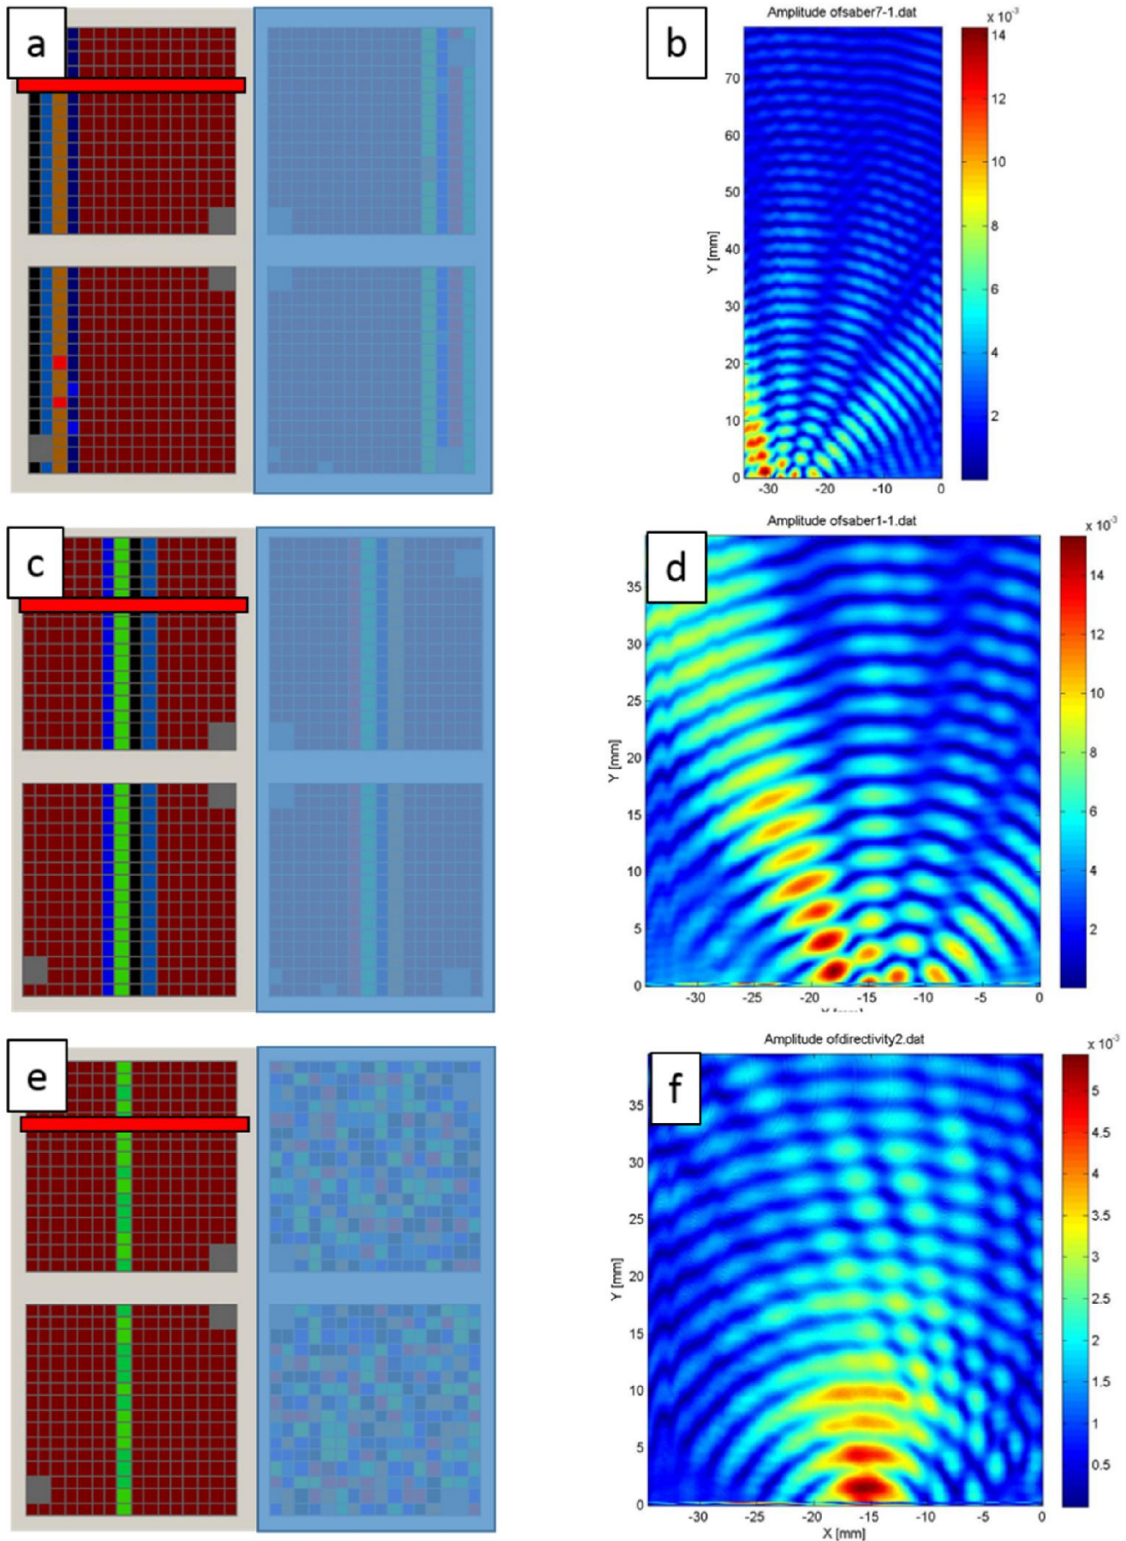 a
b
Amplitude ofsaber7-1.dat
x 10-3
14
12
10
8
6
4
2
70
60
50
40
30
20
10
0
Y [mm]
-30 -20 -10 0
c
d
Amplitude ofsaber1-1.dat
x 10-3
14
12
10
8
6
4
2
35
30
25
20
15
10
5
0
Y [mm]
-30 -25 -20 -15 -10 -5 0
X [mm]
e
f
Amplitude ofdirectivity2.dat
x 10-3
5
4.5
4
3.5
3
2.5
2
1.5
1
0.5
35
30
25
20
15
10
5
0
Y [mm]
-30 -25 -20 -15 -10 -5 0
X [mm]